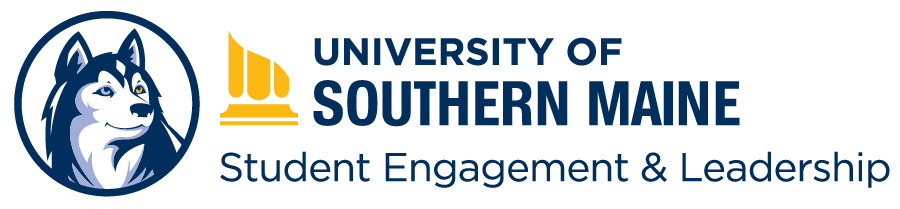 UNIVERSITY OF
SOUTHERN MAINE
Student Engagement & Leadership